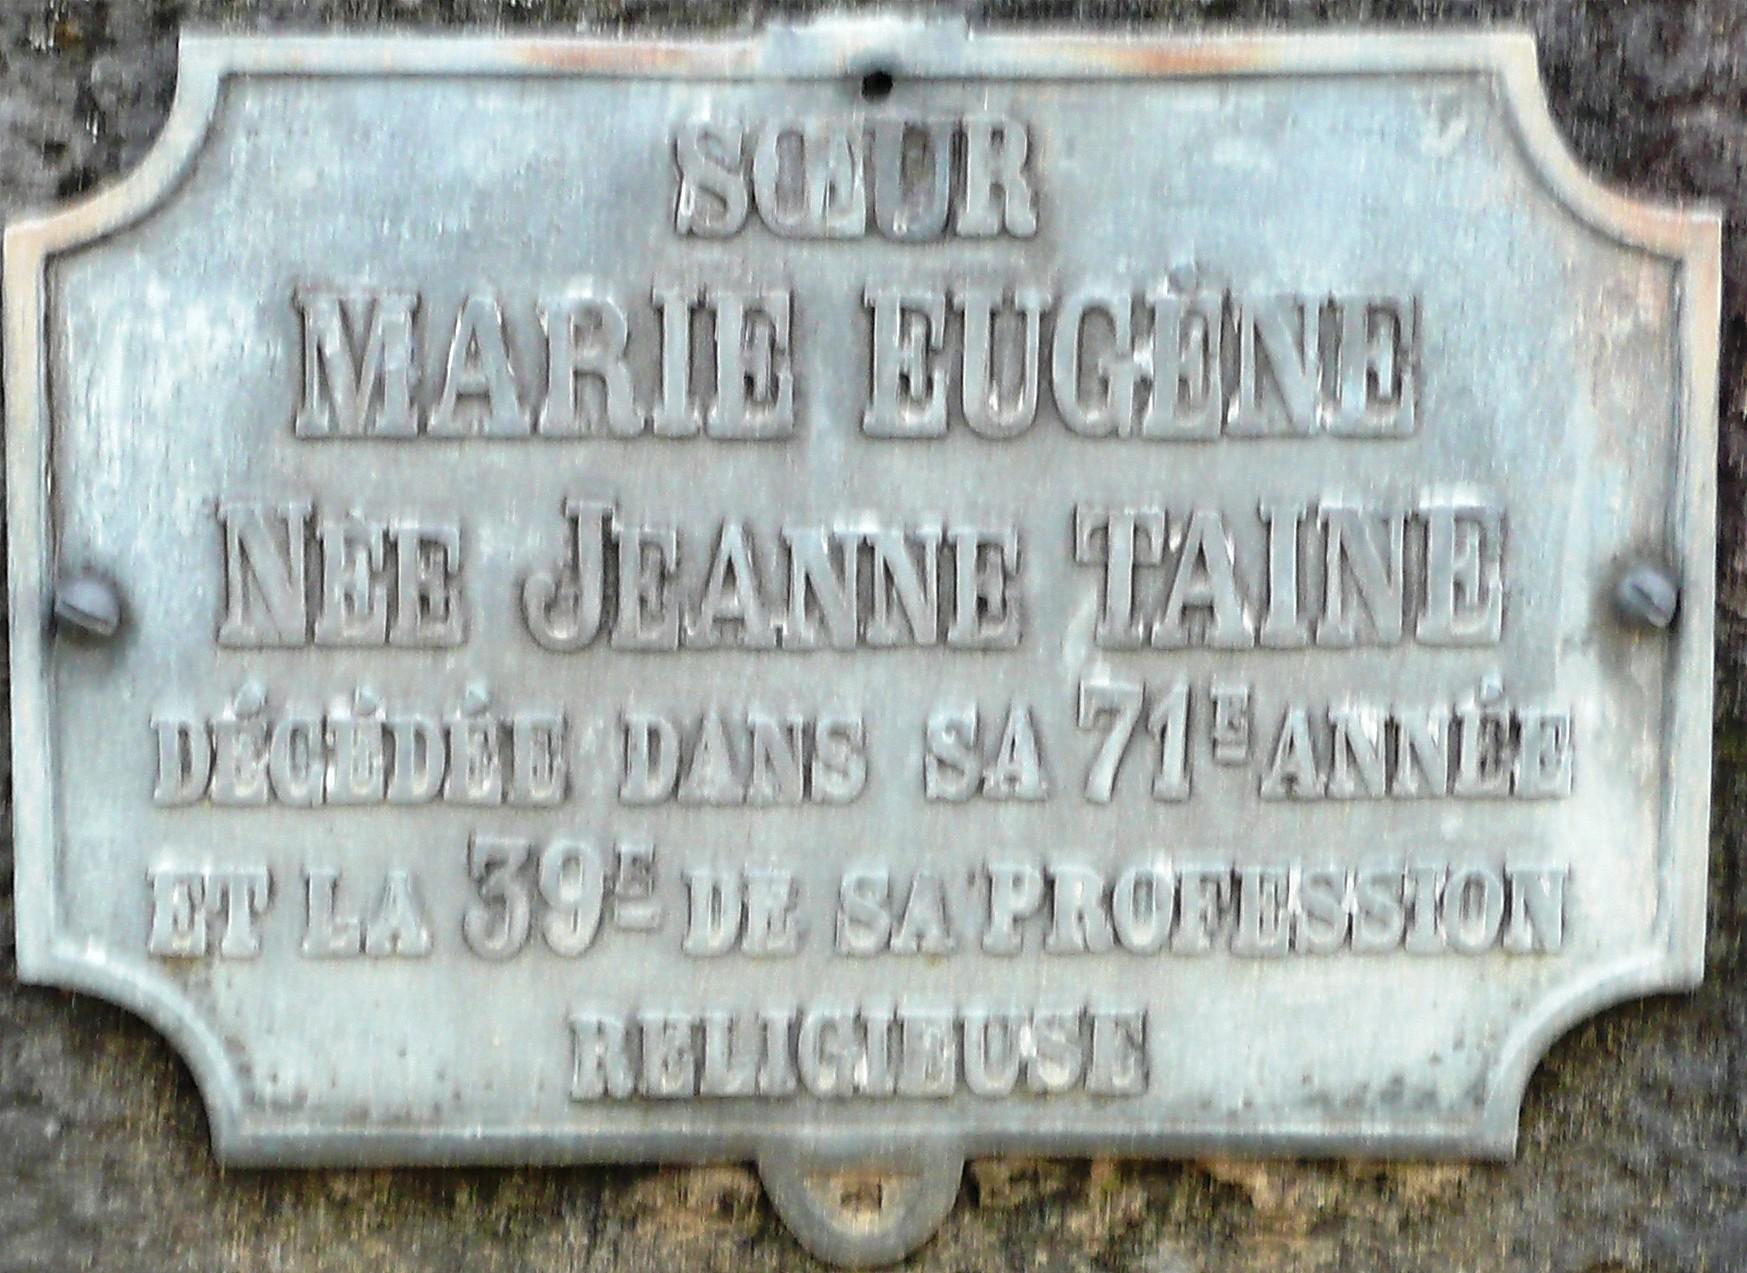 SŒUR
MARIE EUGÈNE
NÉE JEANNE TAINE
DÉCÉDÉE DANS SA 71E ANNÉE
ET LA 39E DE SA PROFESSION
RELIGIEUSE